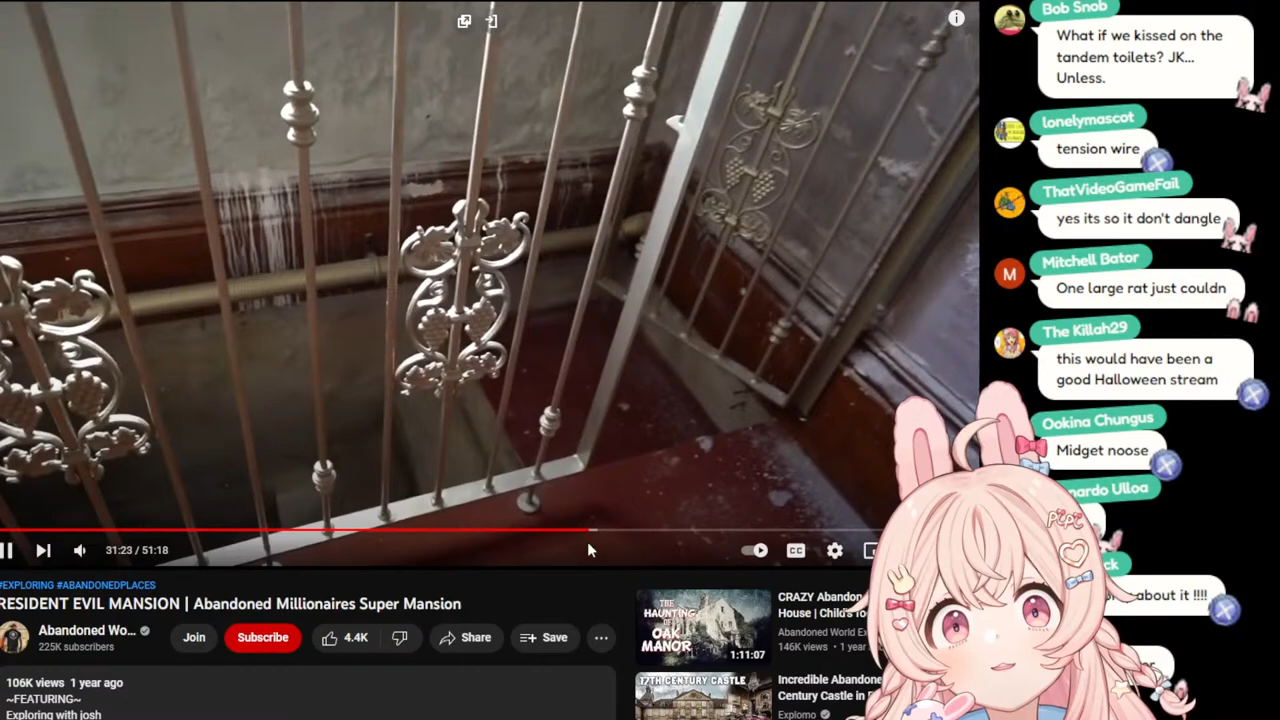 31:23 / 51:18
CC
#EXPLORING #ABANDONEDPLACES
RESIDENT EVIL MANSION | Abandoned Millionaires Super Mansion
Abandoned Wo...
225K subscribers
Join
Subscribe
4.4K
Share
Save
106K views 1 year ago
~FEATURING~
Exploring with josh
THE
HAUNTING
OF
OAK
MANOR
1:11:07
CRAZY Abandon
House | Child's
Abandoned World Ex
146K views • 1 year
17TH CENTURY CASTLE
Incredible Abandone
Century Castle in
Explomo
Bob Snob
What if we kissed on the
tandem toilets? JK...
Unless.
lonelymascot
tension wire
ThatVideoGameFail
yes its so it don't dangle
M
Mitchell Bator
One large rat just couldn
The Killah29
this would have been a
good Halloween stream
Ookina Chungus
Midget noose
nardo Ulloa
ck
about it !!!!
PiPi